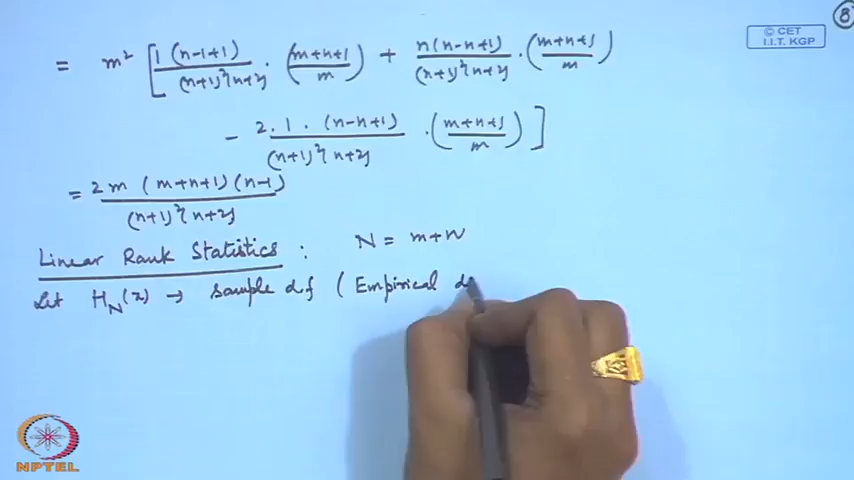 8
© CET
I.I.T. KGP
= m² [ 1 (n-1+1) / (n+1)²(n+2) · (m+n+1 / m) + n(n-n+1) / (n+1)²(n+2) · (m+n+1 / m)
- 2. 1 . (n-n+1) / (n+1)²(n+2) · (m+n+1 / m) ]
= 2m (m+n+1)(n-1) / (n+1)²(n+2)
Linear Rank Statistics : N = m+n
Let H_N(x) → sample d.f ( Empirical d
NPTEL